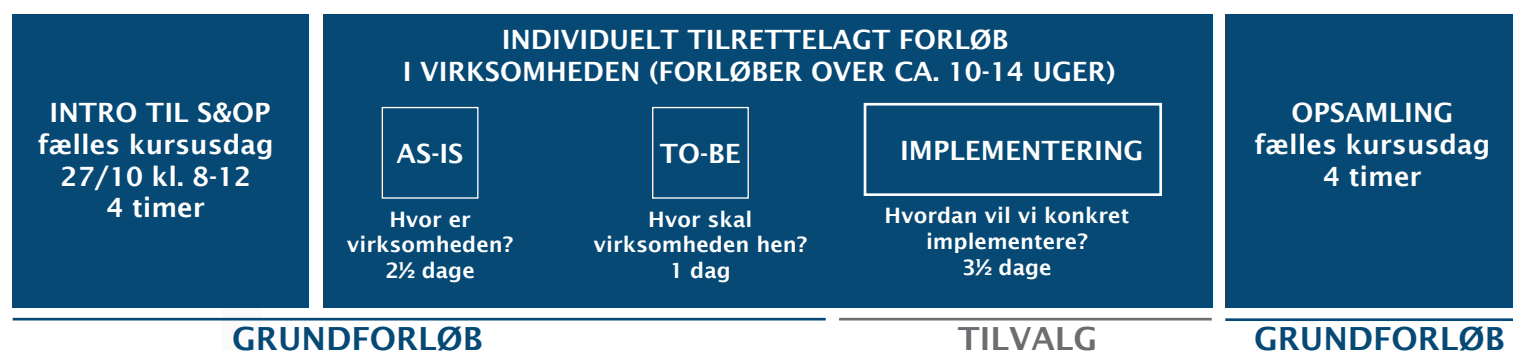 INTRO TIL S&OP
fælles kursusdag
27/10 kl. 8-12
4 timer
INDIVIDUELT TILRETTELAGT FORLØB
I VIRKSOMHEDEN (FORLØBER OVER CA. 10-14 UGER)
AS-IS
Hvor er
virksomheden?
2½ dage
TO-BE
Hvor skal
virksomheden hen?
1 dag
IMPLEMENTERING
Hvordan vil vi konkret
implementere?
3½ dage
OPSAMLING
fælles kursusdag
4 timer
GRUNDFORLØB
TILVALG
GRUNDFORLØB